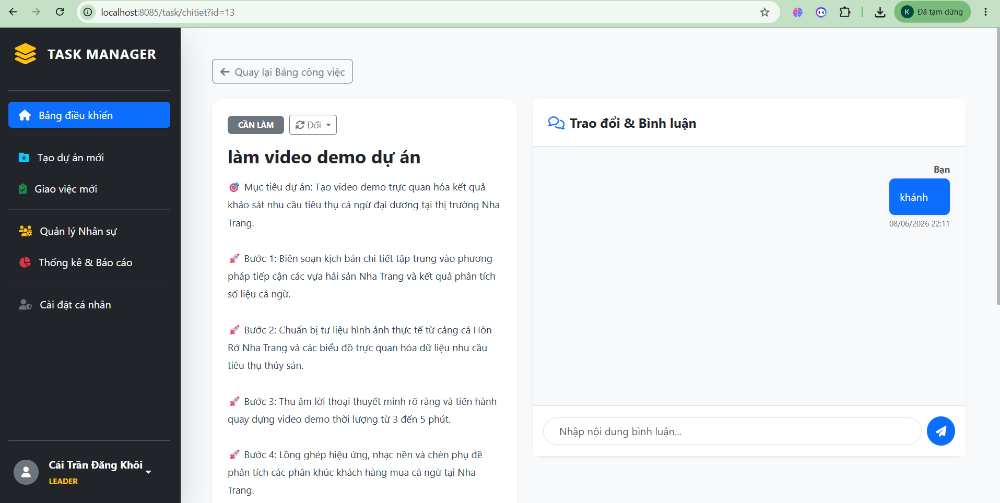 localhost:8085/task/chitiet?id=13
K Đã tạm dừng
TASK MANAGER
Bảng điều khiển
Tạo dự án mới
Giao việc mới
Quản lý Nhân sự
Thống kê & Báo cáo
Cài đặt cá nhân
Cái Trần Đăng Khôi
LEADER
Quay lại Bảng công việc
CẦN LÀM
Đổi
làm video demo dự án
🎯 Mục tiêu dự án: Tạo video demo trực quan hóa kết quả
khảo sát nhu cầu tiêu thụ cá ngừ đại dương tại thị trường Nha
Trang.
🚀 Bước 1: Biên soạn kịch bản chi tiết tập trung vào phương
pháp tiếp cận các vựa hải sản Nha Trang và kết quả phân tích
số liệu cá ngừ.
🚀 Bước 2: Chuẩn bị tư liệu hình ảnh thực tế từ cảng cá Hòn
Rớ Nha Trang và các biểu đồ trực quan hóa dữ liệu nhu cầu
tiêu thụ thủy sản.
🚀 Bước 3: Thu âm lời thoại thuyết minh rõ ràng và tiến hành
quay dựng video demo thời lượng từ 3 đến 5 phút.
🚀 Bước 4: Lồng ghép hiệu ứng, nhạc nền và chèn phụ đề
phân tích các phân khúc khách hàng mua cá ngừ tại Nha
Trang.
Trao đổi & Bình luận
Bạn
khánh
08/06/2026 22:11
Nhập nội dung bình luận...